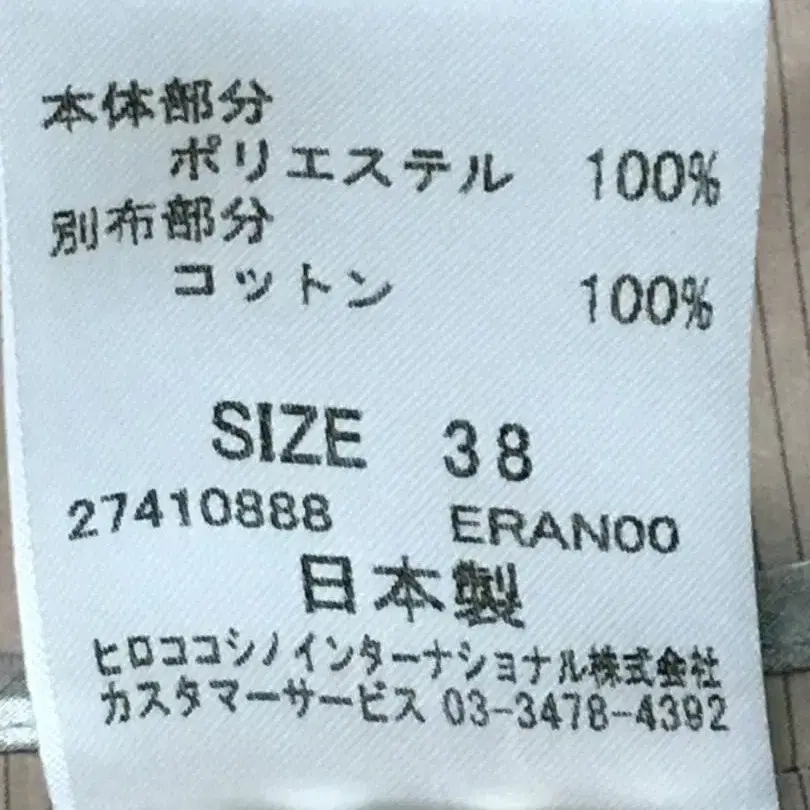 本体部分
ポリエステル 100%
別布部分
コットン 100%
SIZE 38
27410888 ERAN00
日本製
ヒロココシノインターナショナル株式会社
カスタマーサービス 03-3478-4392